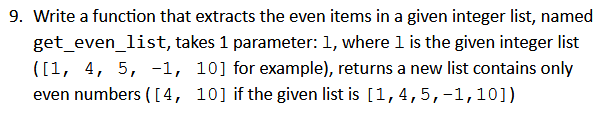 9. Write a function that extracts the even items in a given integer list, named
get_even_list, takes 1 parameter: l, where l is the given integer list
([1, 4, 5, -1, 10] for example), returns a new list contains only
even numbers ([4, 10] if the given list is [1,4,5,-1,10])